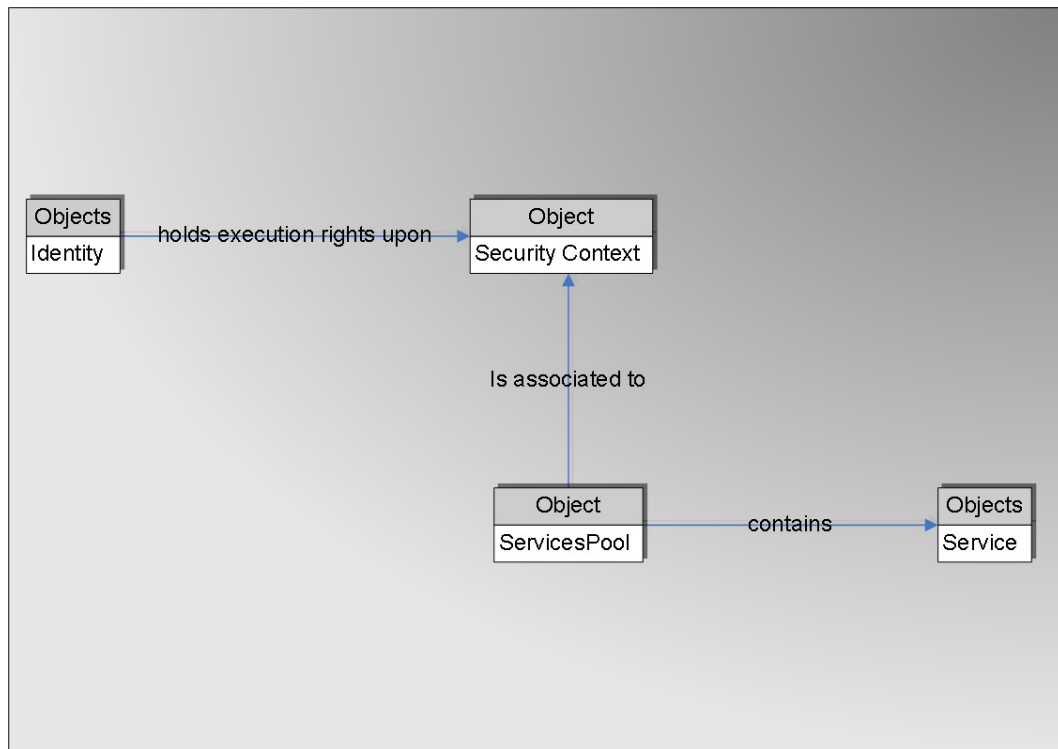 Objects
Identity
holds execution rights upon
Object
Security Context
Is associated to
Object
ServicesPool
contains
Objects
Service